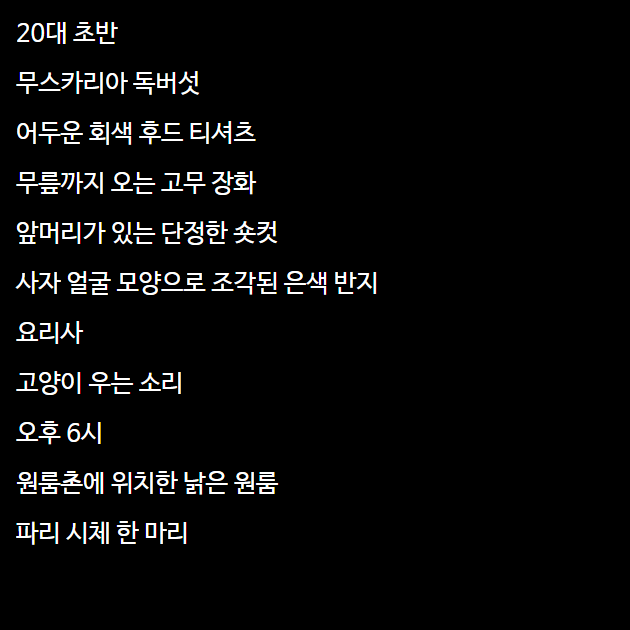 20대 초반
무스카리아 독버섯
어두운 회색 후드 티셔츠
무릎까지 오는 고무 장화
앞머리가 있는 단정한 숏컷
사자 얼굴 모양으로 조각된 은색 반지
요리사
고양이 우는 소리
오후 6시
원룸촌에 위치한 낡은 원룸
파리 시체 한 마리